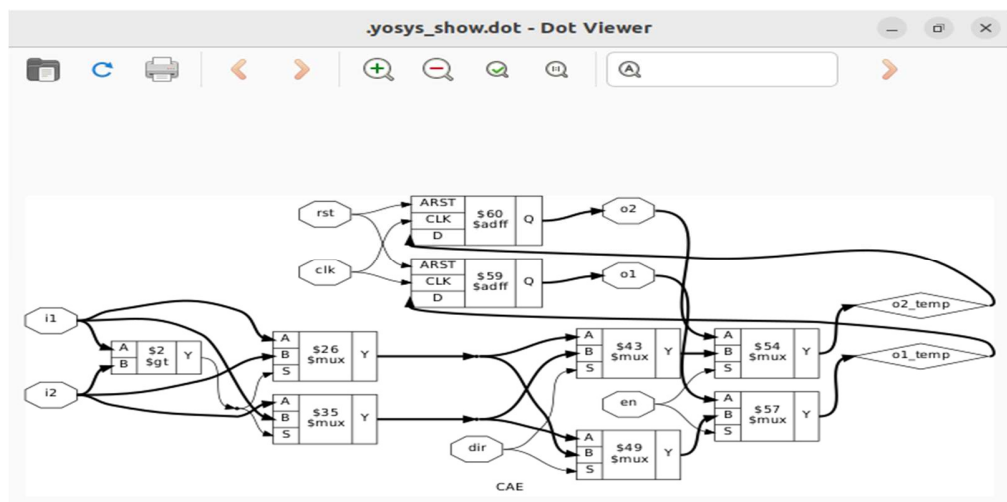 .yosys_show.dot - Dot Viewer
rst
clk
ARST
CLK
D
$60
$adff
Q
o2
ARST
CLK
D
$59
$adff
Q
o1
o2_temp
o1_temp
i1
i2
A
B
$2
$gt
Y
A
B
S
$26
$mux
Y
A
B
S
$35
$mux
Y
A
B
S
$43
$mux
Y
A
B
S
$54
$mux
Y
en
dir
A
B
S
$49
$mux
Y
A
B
S
$57
$mux
Y
CAE